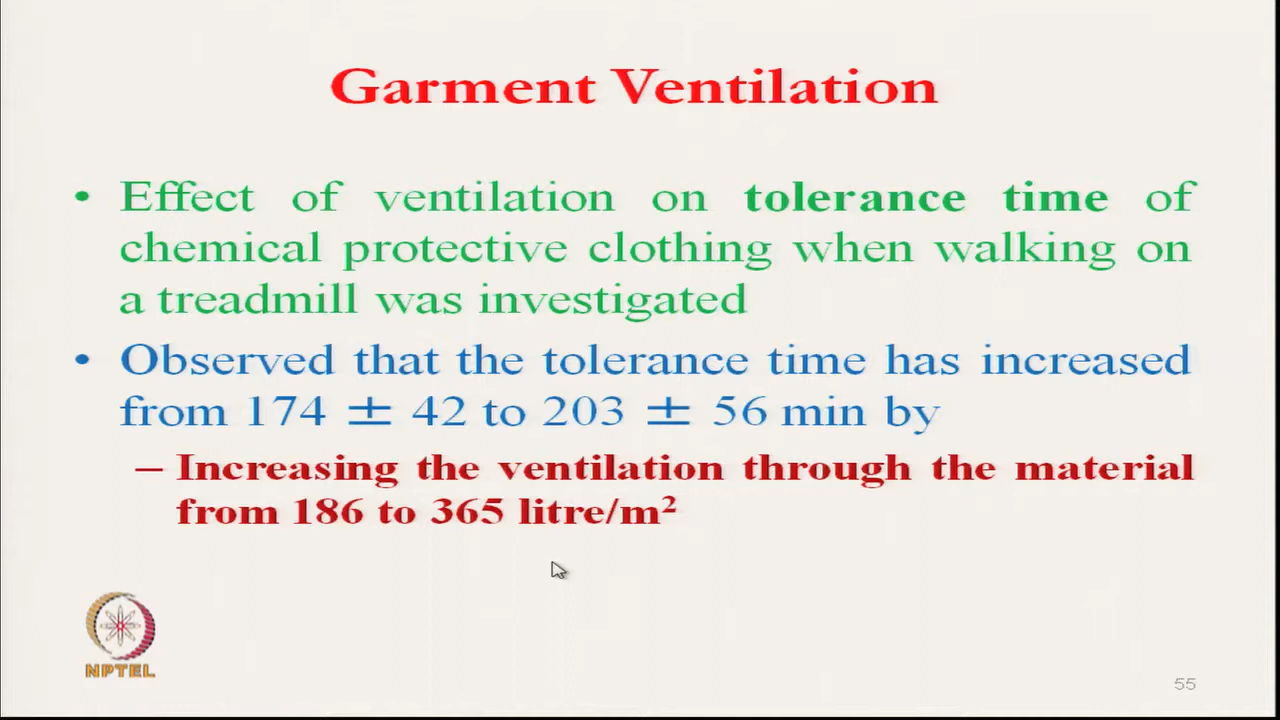 Garment Ventilation
• Effect of ventilation on tolerance time of
chemical protective clothing when walking on
a treadmill was investigated
• Observed that the tolerance time has increased
from 174 ± 42 to 203 ± 56 min by
– Increasing the ventilation through the material
from 186 to 365 litre/m²
NPTEL
55